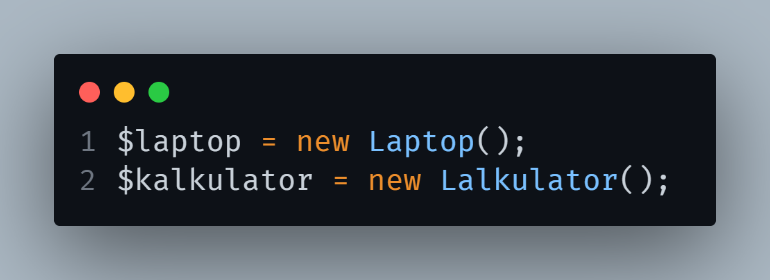 1 $laptop = new Laptop();
2 $kalkulator = new Lalkulator();